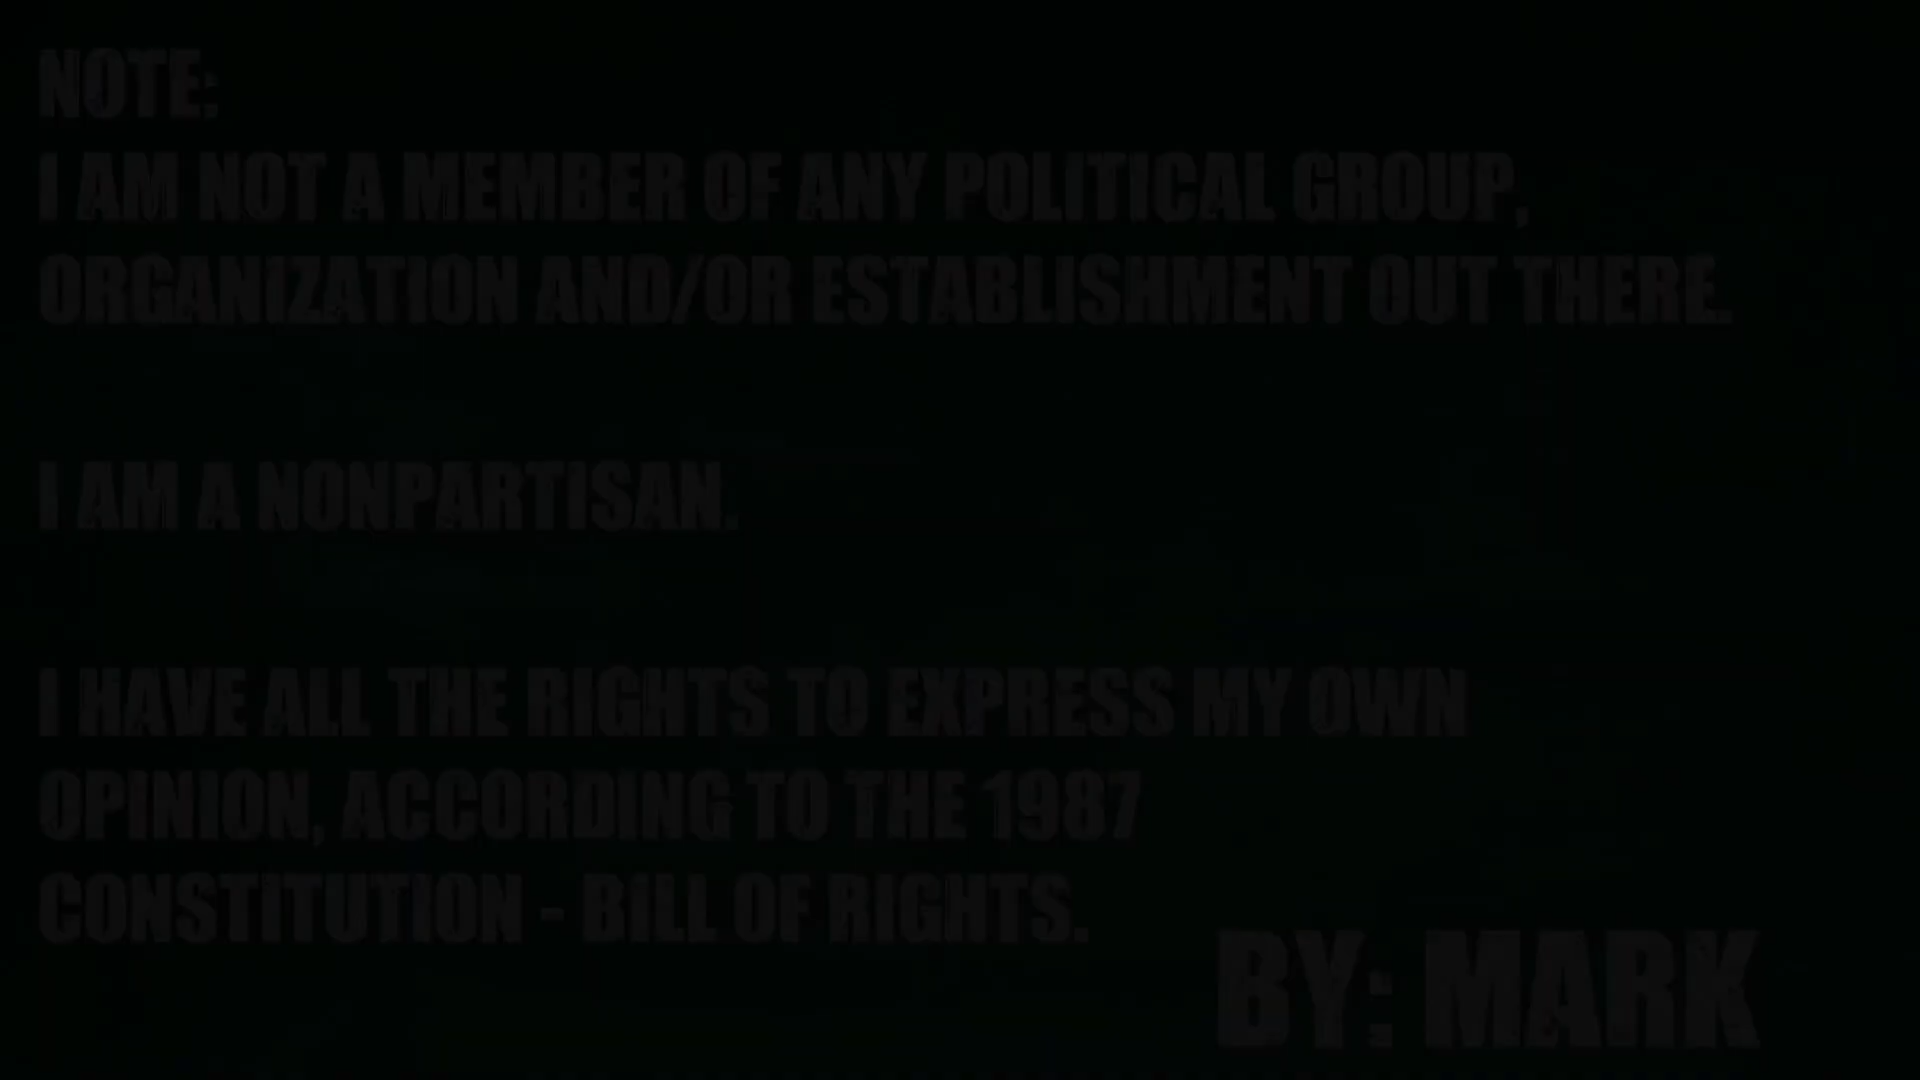 NOTE:
I AM NOT A MEMBER OF ANY POLITICAL GROUP,
ORGANIZATION AND/OR ESTABLISHMENT OUT THERE.
I AM A NONPARTISAN.
I HAVE ALL THE RIGHTS TO EXPRESS MY OWN
OPINION, ACCORDING TO THE 1987
CONSTITUTION - BILL OF RIGHTS.
BY: MARK